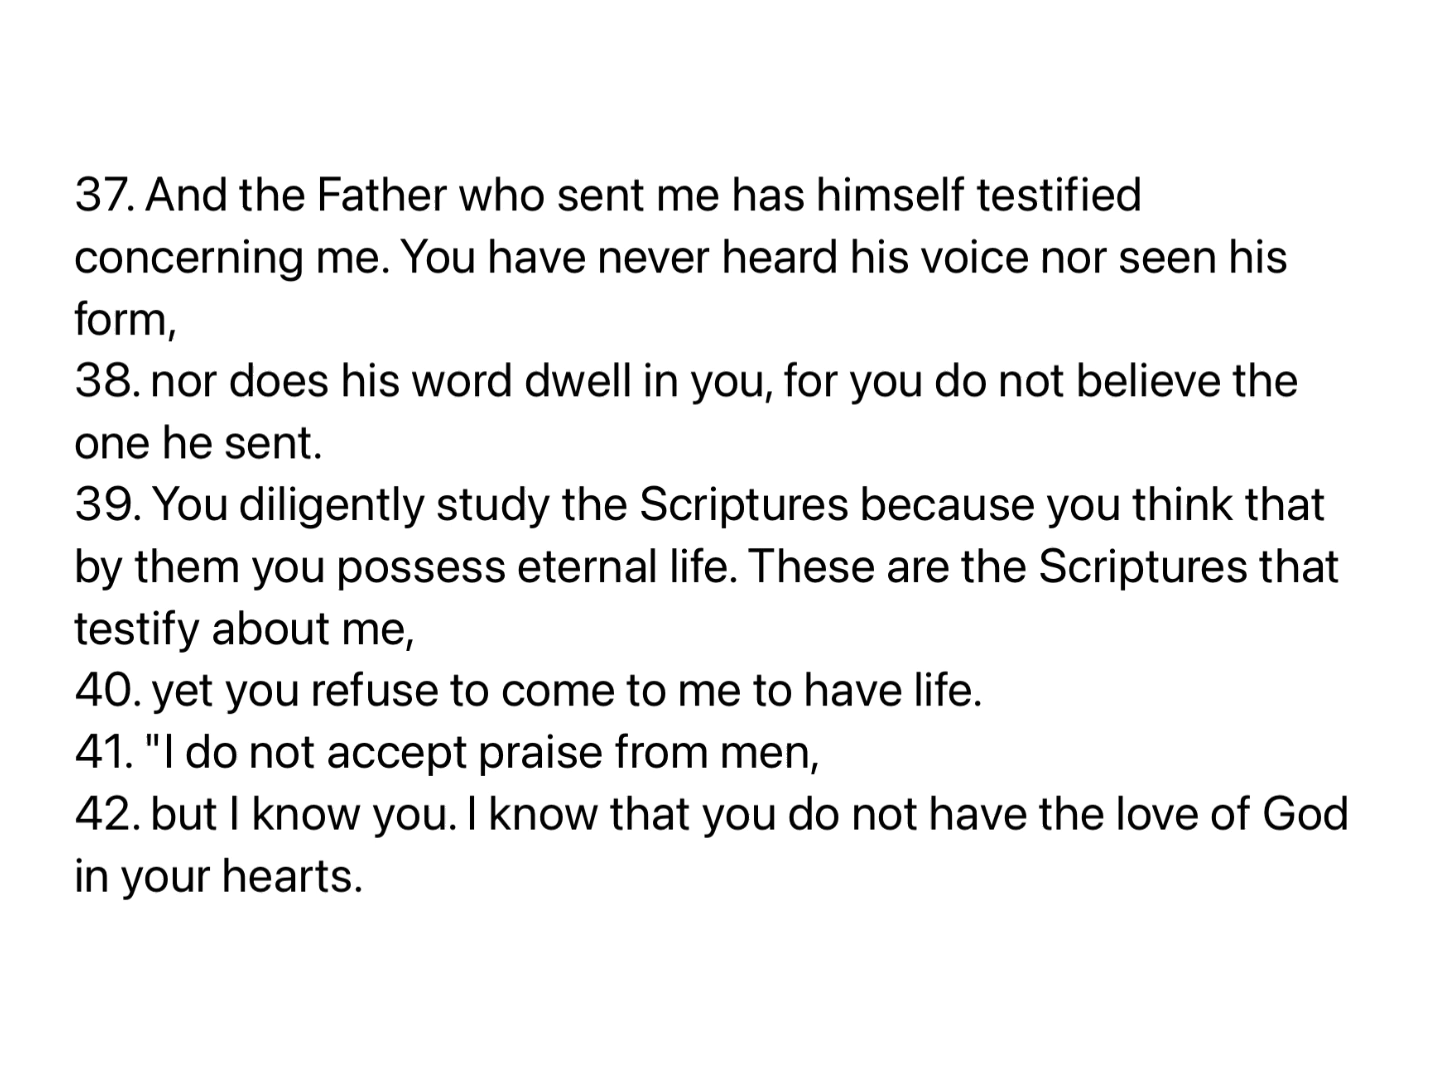 37. And the Father who sent me has himself testified
concerning me. You have never heard his voice nor seen his
form,
38. nor does his word dwell in you, for you do not believe the
one he sent.
39. You diligently study the Scriptures because you think that
by them you possess eternal life. These are the Scriptures that
testify about me,
40. yet you refuse to come to me to have life.
41. "I do not accept praise from men,
42. but I know you. I know that you do not have the love of God
in your hearts.